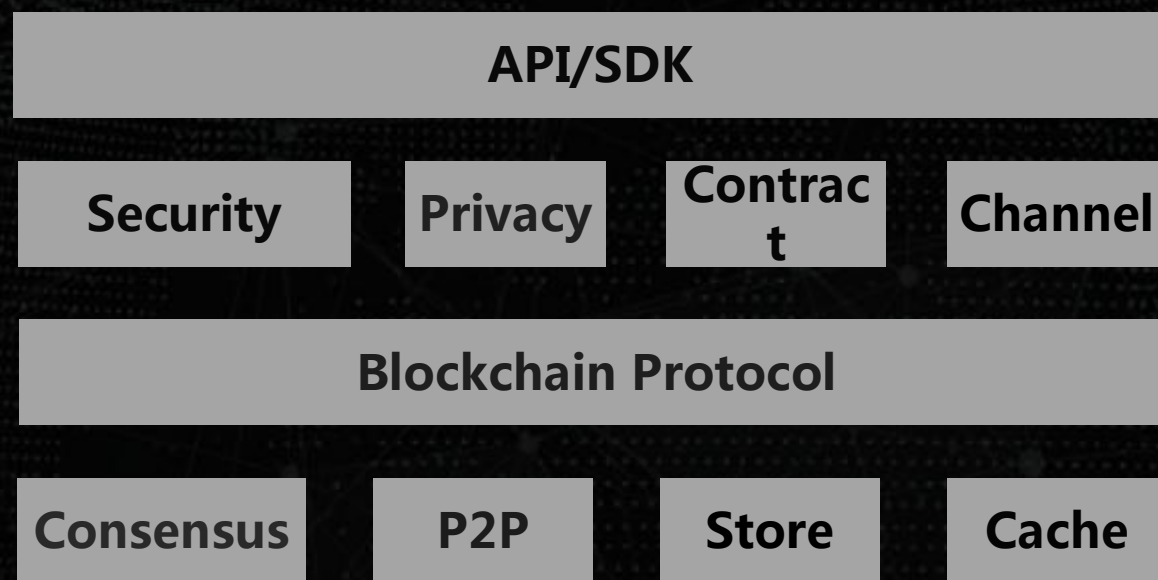 API/SDK
Security
Privacy
Contrac
t
Channel
Blockchain Protocol
Consensus
P2P
Store
Cache